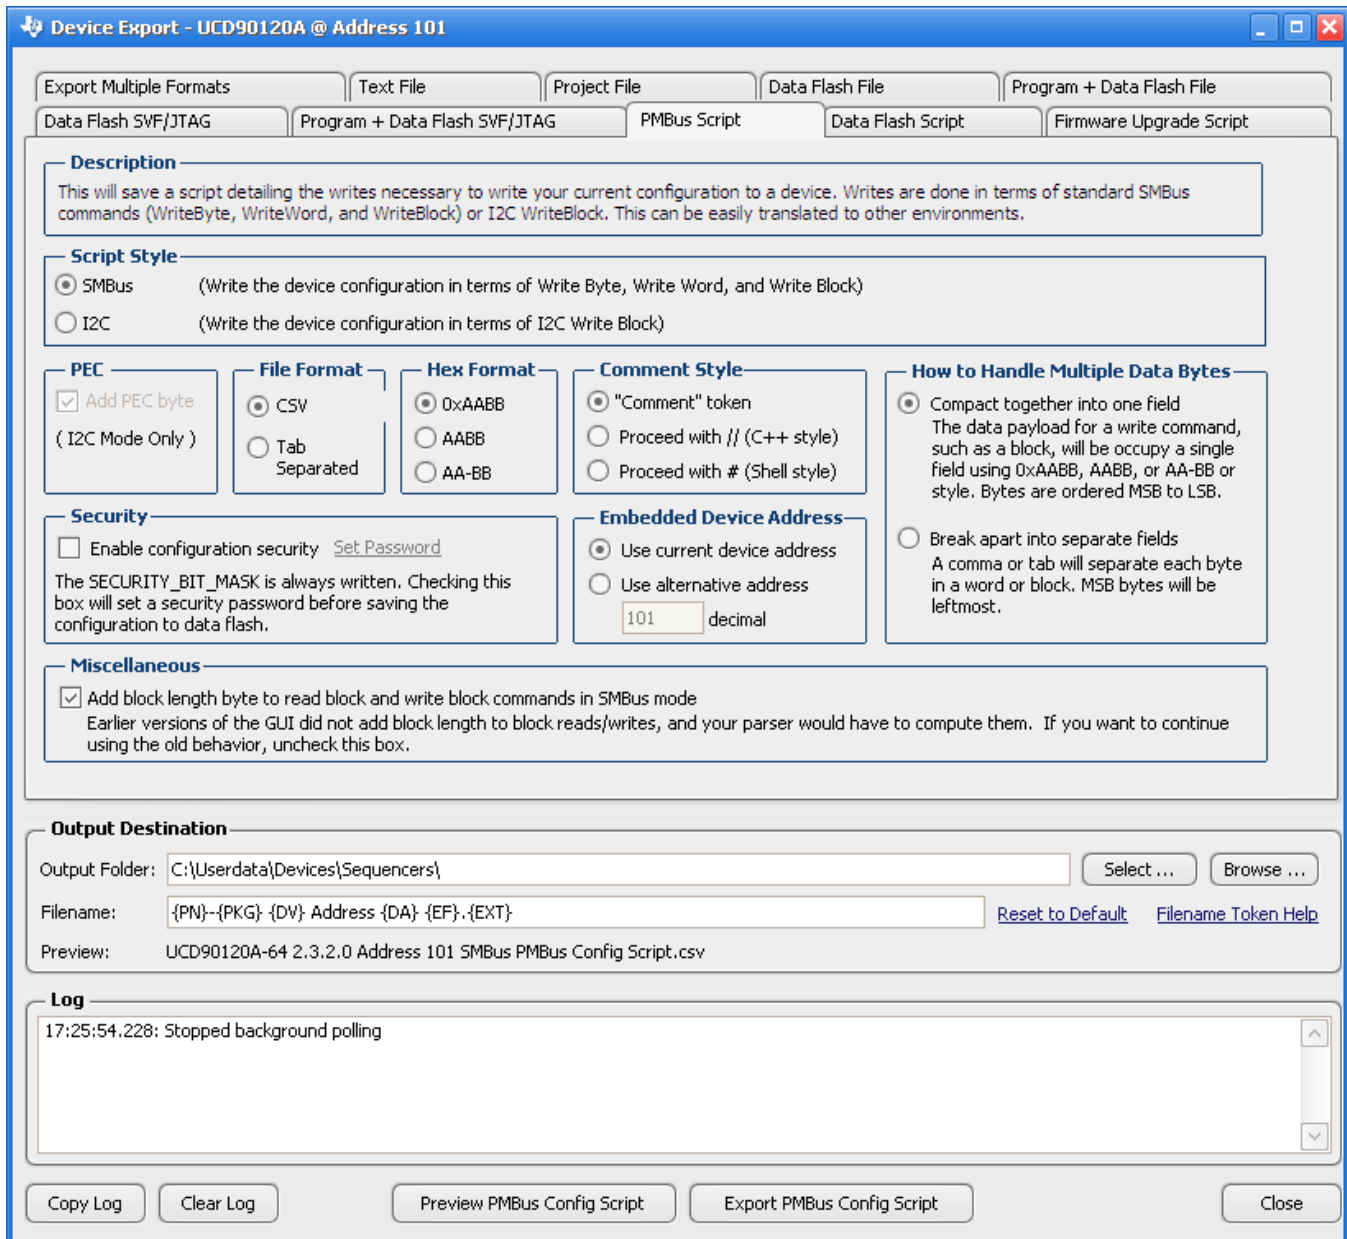 Device Export - UCD90120A @ Address 101
Export Multiple Formats
Text File
Project File
Data Flash File
Program + Data Flash File
Data Flash SVF/JTAG
Program + Data Flash SVF/JTAG
PMBus Script
Data Flash Script
Firmware Upgrade Script
Description
This will save a script detailing the writes necessary to write your current configuration to a device. Writes are done in terms of standard SMBus
commands (WriteByte, WriteWord, and WriteBlock) or I2C WriteBlock. This can be easily translated to other environments.
Script Style
SMBus (Write the device configuration in terms of Write Byte, Write Word, and Write Block)
I2C (Write the device configuration in terms of I2C Write Block)
PEC
Add PEC byte
( I2C Mode Only )
File Format
CSV
Tab
Separated
Hex Format
0xAABB
AABB
AA-BB
Comment Style
"Comment" token
Proceed with // (C++ style)
Proceed with # (Shell style)
How to Handle Multiple Data Bytes
Compact together into one field
The data payload for a write command,
such as a block, will be occupy a single
field using 0xAABB, AABB, or AA-BB or
style. Bytes are ordered MSB to LSB.
Break apart into separate fields
A comma or tab will separate each byte
in a word or block. MSB bytes will be
leftmost.
Security
Enable configuration security Set Password
The SECURITY_BIT_MASK is always written. Checking this
box will set a security password before saving the
configuration to data flash.
Embedded Device Address
Use current device address
Use alternative address
101 decimal
Miscellaneous
Add block length byte to read block and write block commands in SMBus mode
Earlier versions of the GUI did not add block length to block reads/writes, and your parser would have to compute them. If you want to continue
using the old behavior, uncheck this box.
Output Destination
Output Folder: C:\Userdata\Devices\Sequencers\ Select ... Browse ...
Filename: {PN}-{PKG} {DV} Address {DA} {EF}.{EXT} Reset to Default Filename Token Help
Preview: UCD90120A-64 2.3.2.0 Address 101 SMBus PMBus Config Script.csv
Log
17:25:54.228: Stopped background polling
Copy Log Clear Log Preview PMBus Config Script Export PMBus Config Script Close